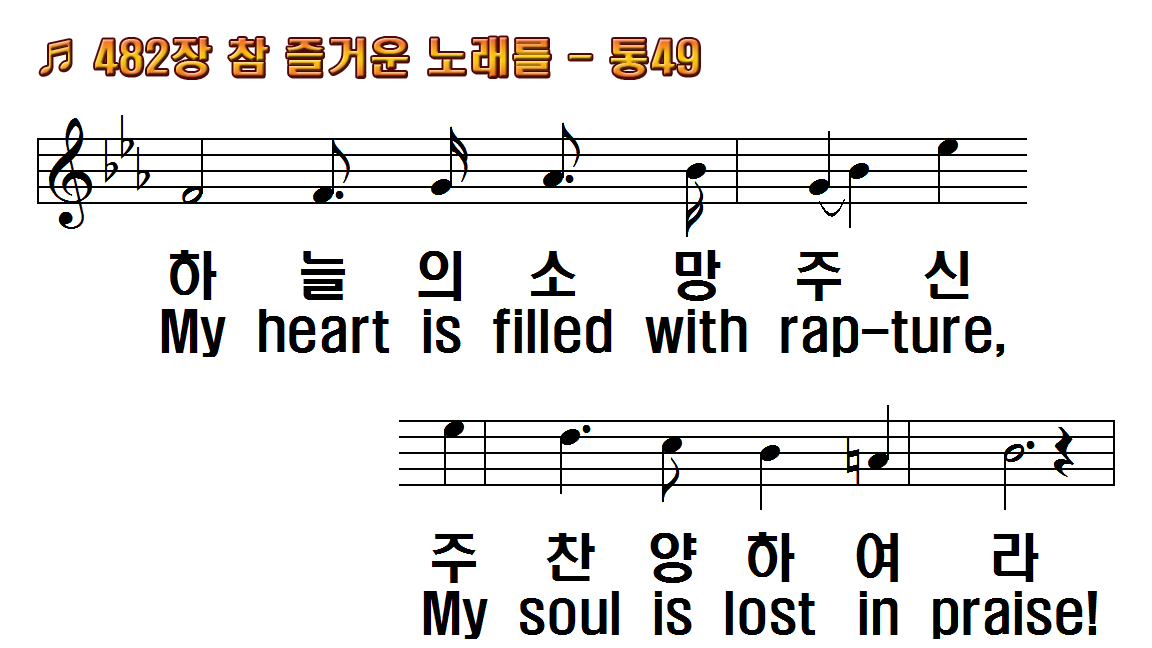 482장 참 즐거운 노래를 - 통49
하 늘 의 소 망 주 신
My heart is filled with rap-ture,
주 찬 양 하 여 라
My soul is lost in praise!